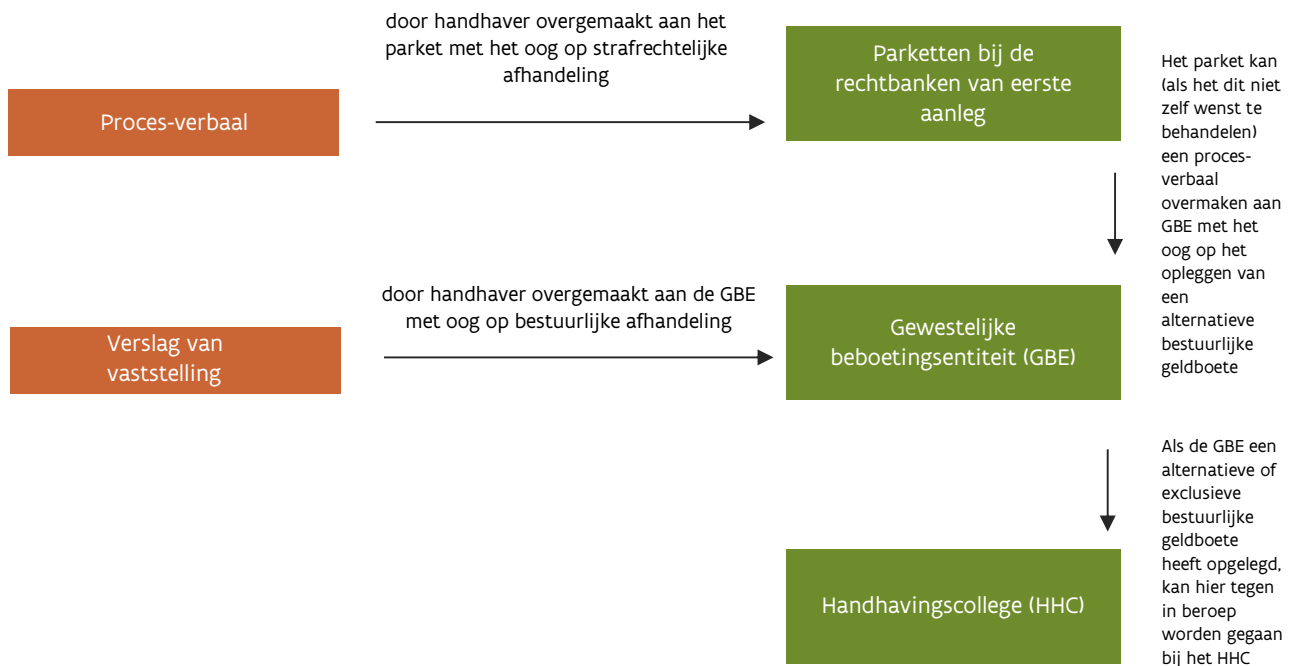 door handhaver overgemaakt aan het
parket met het oog op strafrechtelijke
afhandeling
Proces-verbaal
Parketten bij de
rechtbanken van eerste
aanleg
Het parket kan
(als het dit niet
zelf wenst te
behandelen)
een proces-
verbaal
overmaken aan
GBE met het
oog op het
opleggen van
een
alternatieve
bestuurlijke
geldboete
door handhaver overgemaakt aan de GBE
met oog op bestuurlijke afhandeling
Verslag van
vaststelling
Gewestelijke
beboetingsentiteit (GBE)
Als de GBE een
alternatieve of
exclusieve
bestuurlijke
geldboete
heeft opgelegd,
kan hier tegen
in beroep
worden gegaan
bij het HHC
Handhavingscollege (HHC)